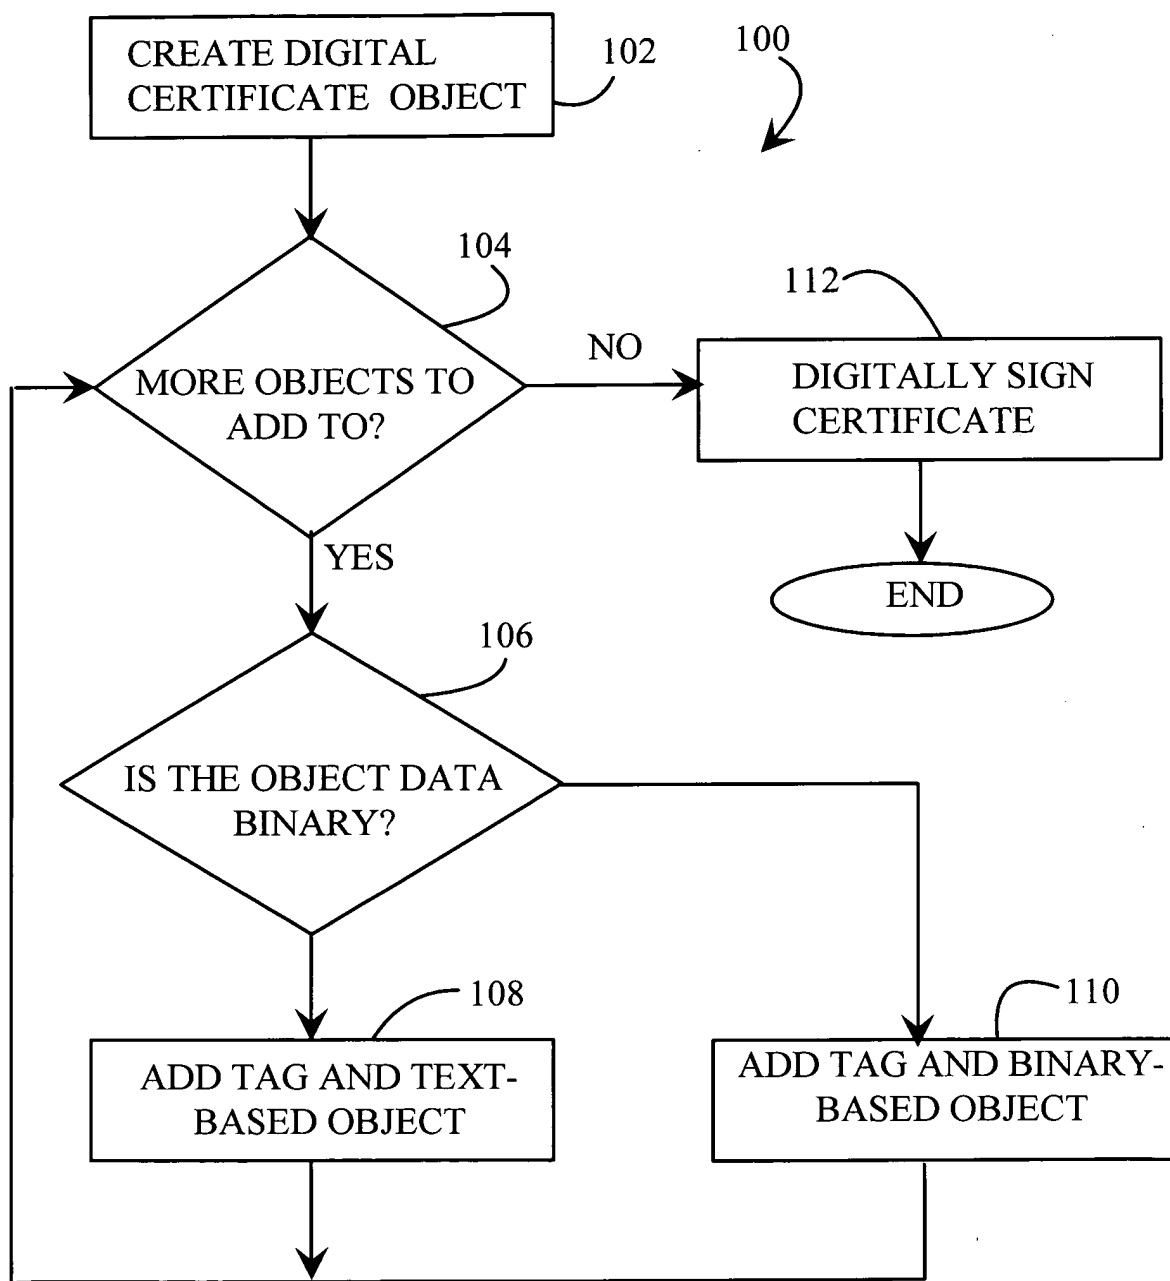 CREATE DIGITAL
CERTIFICATE OBJECT
102
100
104
MORE OBJECTS TO
ADD TO?
NO
112
DIGITALLY SIGN
CERTIFICATE
YES
END
106
IS THE OBJECT DATA
BINARY?
108
ADD TAG AND TEXT-
BASED OBJECT
110
ADD TAG AND BINARY-
BASED OBJECT